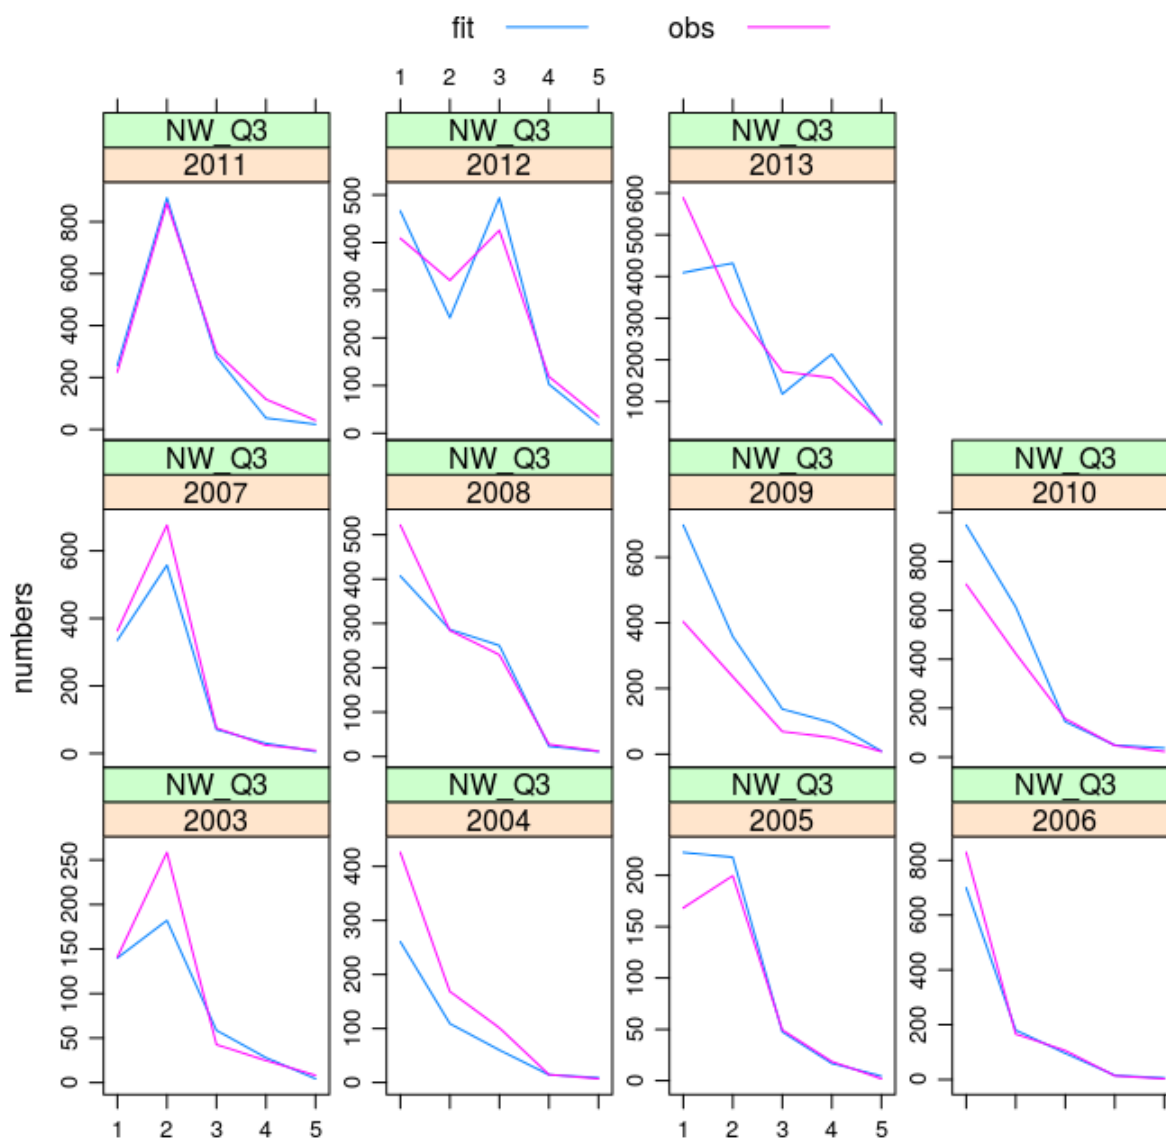 fit obs
1 2 3 4 5
NW_Q3 NW_Q3 NW_Q3
2011 2012 2013
0 200 400 600 800
0 100 200 300 400 500
100 200 300 400 500 600
NW_Q3 NW_Q3 NW_Q3 NW_Q3
2007 2008 2009 2010
0 200 400 600
0 100 200 300 400 500
0 200 400 600
0 200 400 600 800
numbers
NW_Q3 NW_Q3 NW_Q3 NW_Q3
2003 2004 2005 2006
0 50 100 150 200 250
0 100 200 300 400
0 50 100 150 200
0 200 400 600 800
1 2 3 4 5
1 2 3 4 5